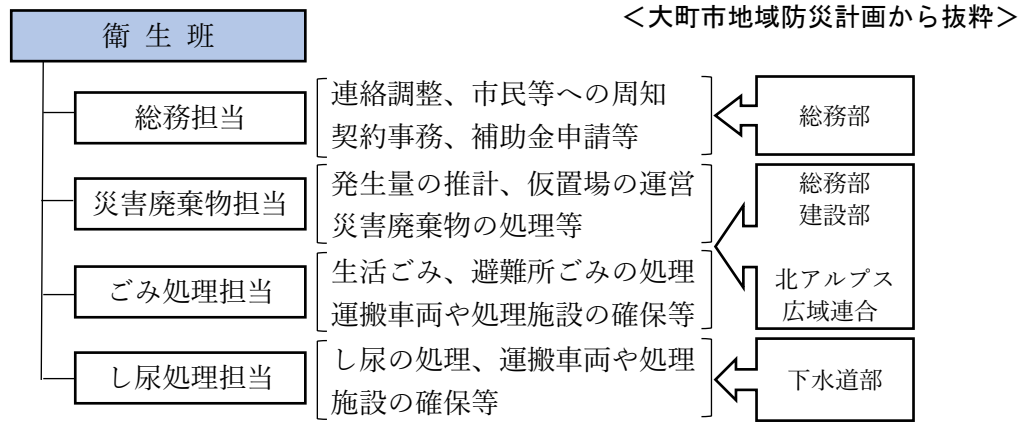 <大町市地域防災計画から抜粋>
衛生班
総務担当
連絡調整、市民等への周知
契約事務、補助金申請等
総務部
災害廃棄物担当
発生量の推計、仮置場の運営
災害廃棄物の処理等
総務部
建設部
ごみ処理担当
生活ごみ、避難所ごみの処理
運搬車両や処理施設の確保等
北アルプス
広域連合
し尿処理担当
し尿の処理、運搬車両や処理
施設の確保等
下水道部